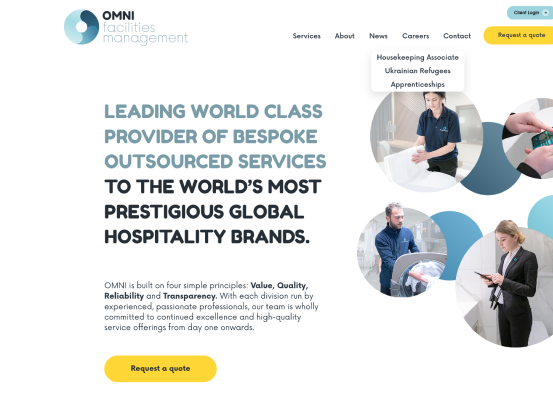 OMNI
facilities
management
Client Login
Services About News Careers Contact Request a quote
Housekeeping Associate
Ukrainian Refugees
Apprenticeships
LEADING WORLD CLASS
PROVIDER OF BESPOKE
OUTSOURCED SERVICES
TO THE WORLD'S MOST
PRESTIGIOUS GLOBAL
HOSPITALITY BRANDS.
OMNI is built on four simple principles: Value, Quality,
Reliability and Transparency. With each division run by
experienced, passionate professionals, our team is wholly
committed to continued excellence and high-quality
service offerings from day one onwards.
Request a quote